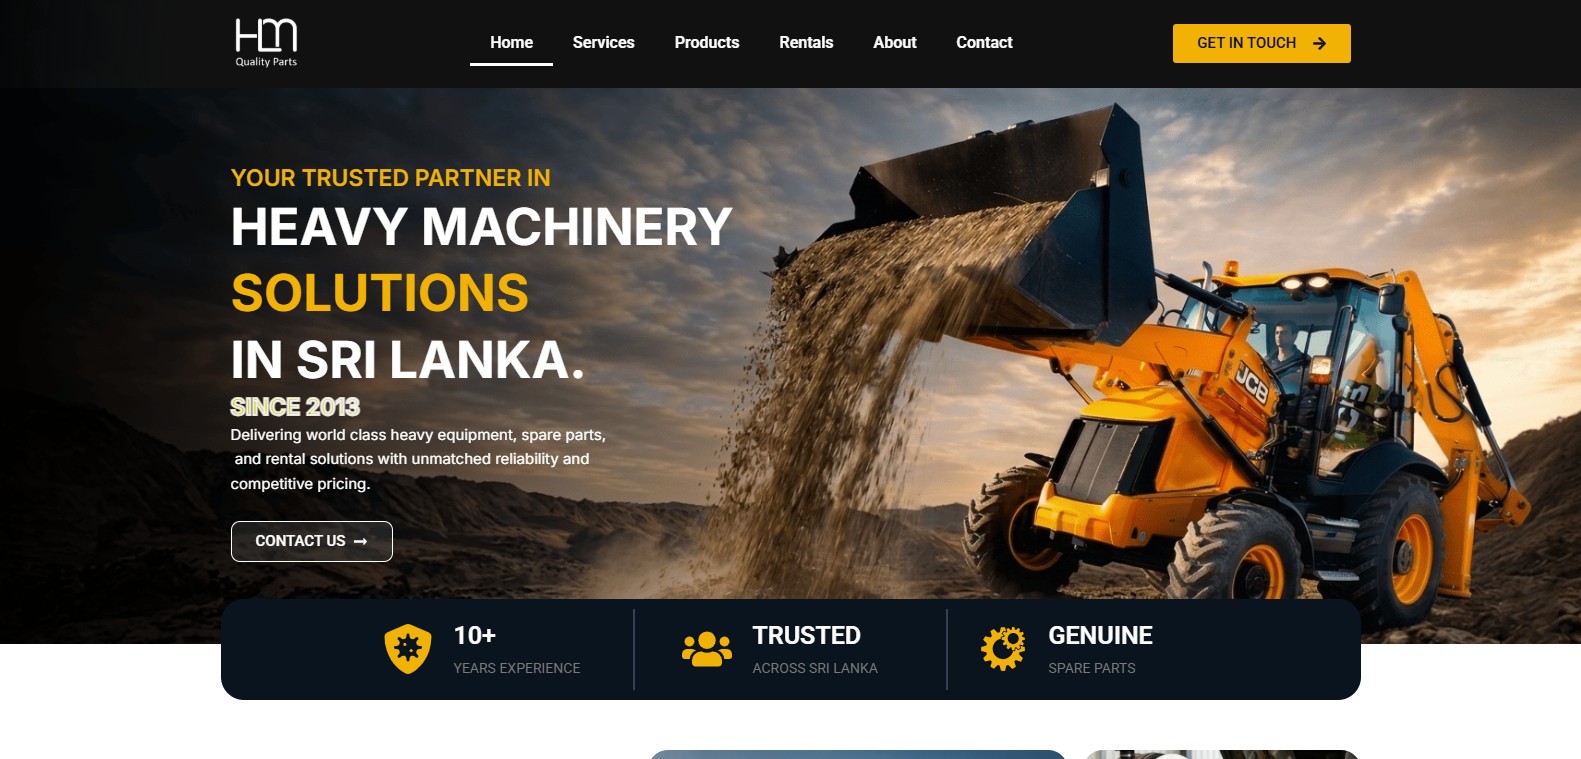 HM
Quality Parts
Home
Services
Products
Rentals
About
Contact
GET IN TOUCH
YOUR TRUSTED PARTNER IN
HEAVY MACHINERY
SOLUTIONS
IN SRI LANKA.
SINCE 2013
Delivering world class heavy equipment, spare parts,
and rental solutions with unmatched reliability and
competitive pricing.
CONTACT US
JCB
JCB
10+
YEARS EXPERIENCE
TRUSTED
ACROSS SRI LANKA
GENUINE
SPARE PARTS